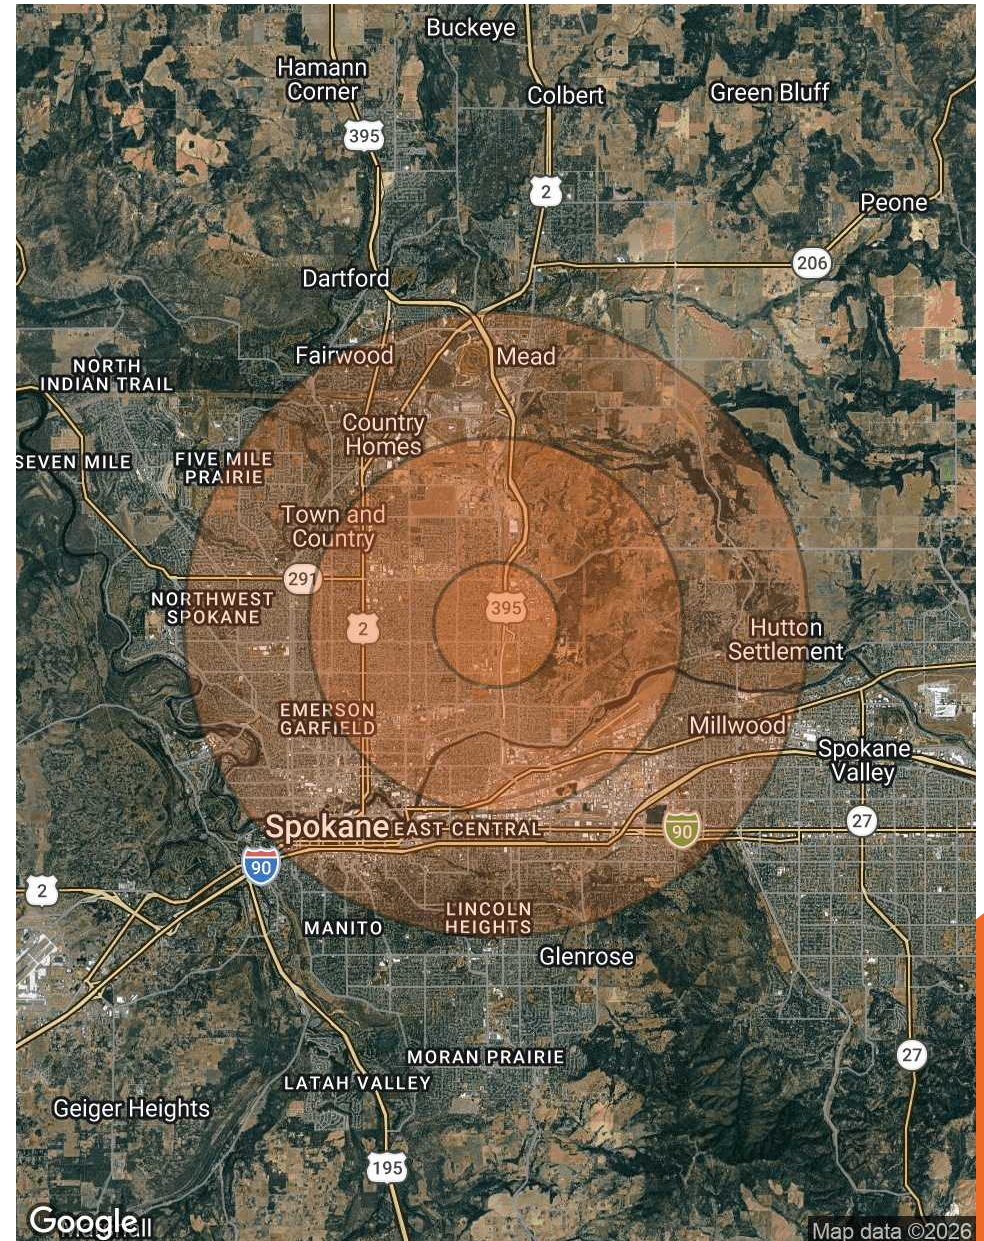 Buckeye
Hamann
Corner
Colbert
Green Bluff
395
2
Peone
206
Dartford
Fairwood
Mead
NORTH
INDIAN TRAIL
Country
Homes
SEVEN MILE
FIVE MILE
PRAIRIE
Town and
Country
291
NORTHWEST
SPOKANE
395
2
Hutton
Settlement
EMERSON
GARFIELD
Millwood
Spokane
Valley
27
Spokane
EAST CENTRAL
90
90
2
LINCOLN
HEIGHTS
MANITO
Glenrose
27
MORAN PRAIRIE
LATAH VALLEY
Geiger Heights
195
Google
Map data ©2026